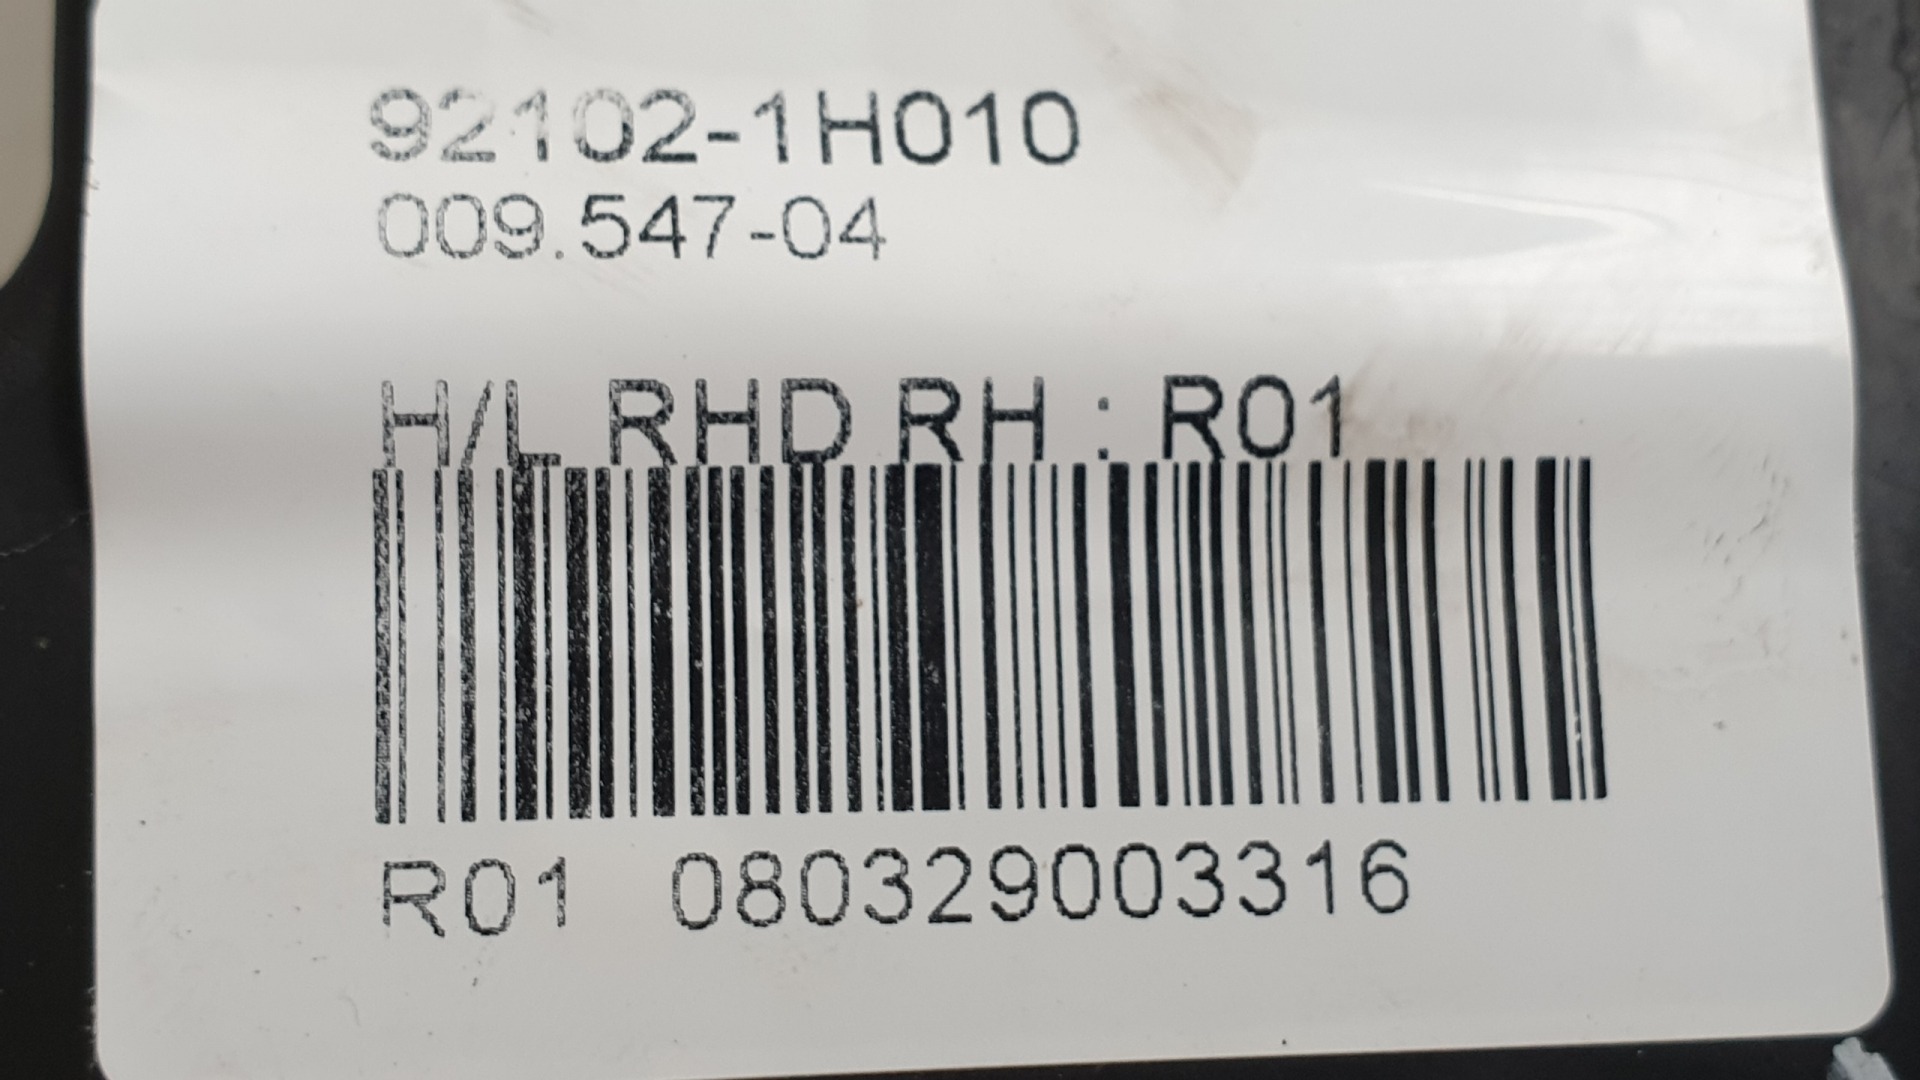 92102-1H010
009.547-04
H/L RHD RH : R01
R01 080329003316